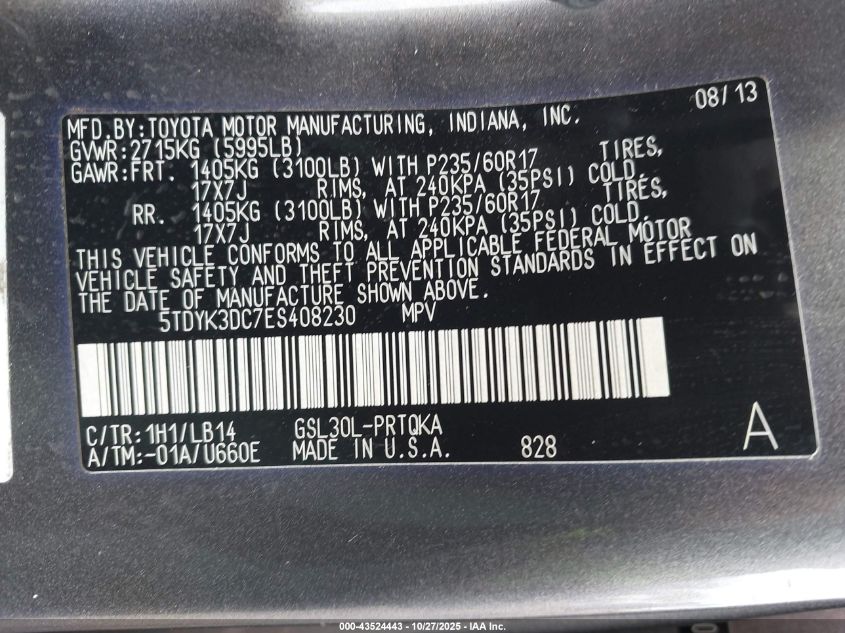 08/13
MFD.BY:TOYOTA MOTOR MANUFACTURING, INDIANA, INC.
GVWR:2715KG (5995LB)
GAWR:FRT. 1405KG (3100LB) WITH P235/60R17 TIRES,
17X7J RIMS, AT 240KPA (35PSI) COLD.
RR. 1405KG (3100LB) WITH P235/60R17 TIRES,
17X7J RIMS, AT 240KPA (35PSI) COLD.
THIS VEHICLE CONFORMS TO ALL APPLICABLE FEDERAL MOTOR
VEHICLE SAFETY AND THEFT PREVENTION STANDARDS IN EFFECT ON
THE DATE OF MANUFACTURE SHOWN ABOVE.
5TDYK3DC7ES408230 MPV
C/TR:1H1/LB14 GSL30L-PRTQKA
A/TM:-01A/U660E MADE IN U.S.A. 828 A
000-43524443 - 10/27/2025 - IAA Inc.